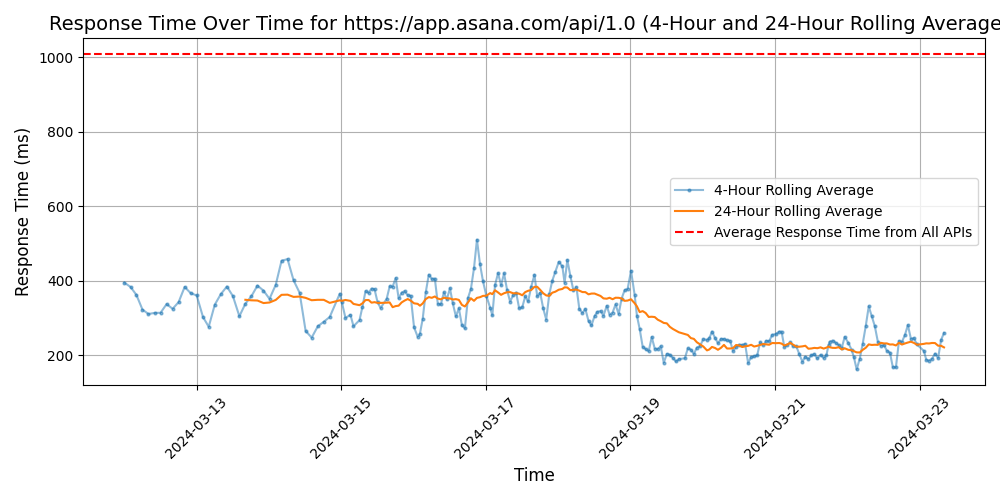 Response Time Over Time for https://app.asana.com/api/1.0 (4-Hour and 24-Hour Rolling Average
Response Time (ms)
1000
800
600
400
200
4-Hour Rolling Average
24-Hour Rolling Average
Average Response Time from All APIs
2024-03-13
2024-03-15
2024-03-17
2024-03-19
2024-03-21
2024-03-23
Time